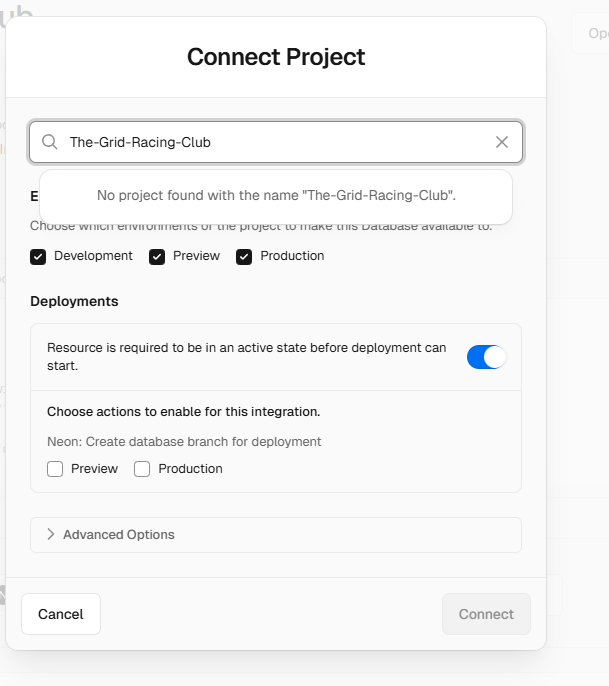 Connect Project
The-Grid-Racing-Club
No project found with the name "The-Grid-Racing-Club".
Choose which environments of the project to make this Database available to.
Development Preview Production
Deployments
Resource is required to be in an active state before deployment can
start.
Choose actions to enable for this integration.
Neon: Create database branch for deployment
Preview Production
Advanced Options
Cancel Connect